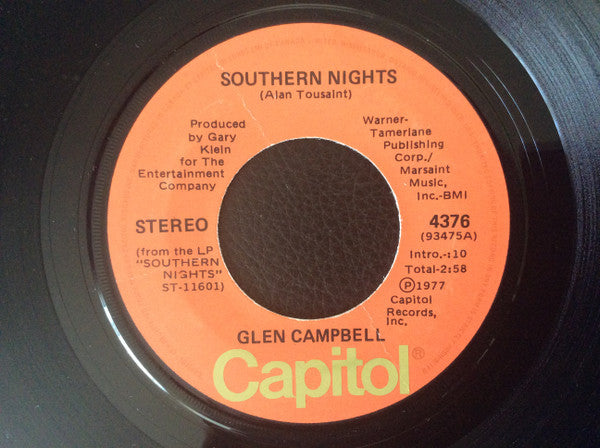 SOUTHERN NIGHTS
(Alan Tousaint)
Produced
by Gary
Klein
for The
Entertainment
Company
Warner-
Tamerlane
Publishing
Corp./
Marsaint
Music,
Inc.-BMI
STEREO
(from the LP
"SOUTHERN
NIGHTS"
ST-11601)
4376
(93475A)
Intro.-:10
Total-2:58
Ⓟ1977
Capitol
Records,
Inc.
GLEN CAMPBELL
Capitol®